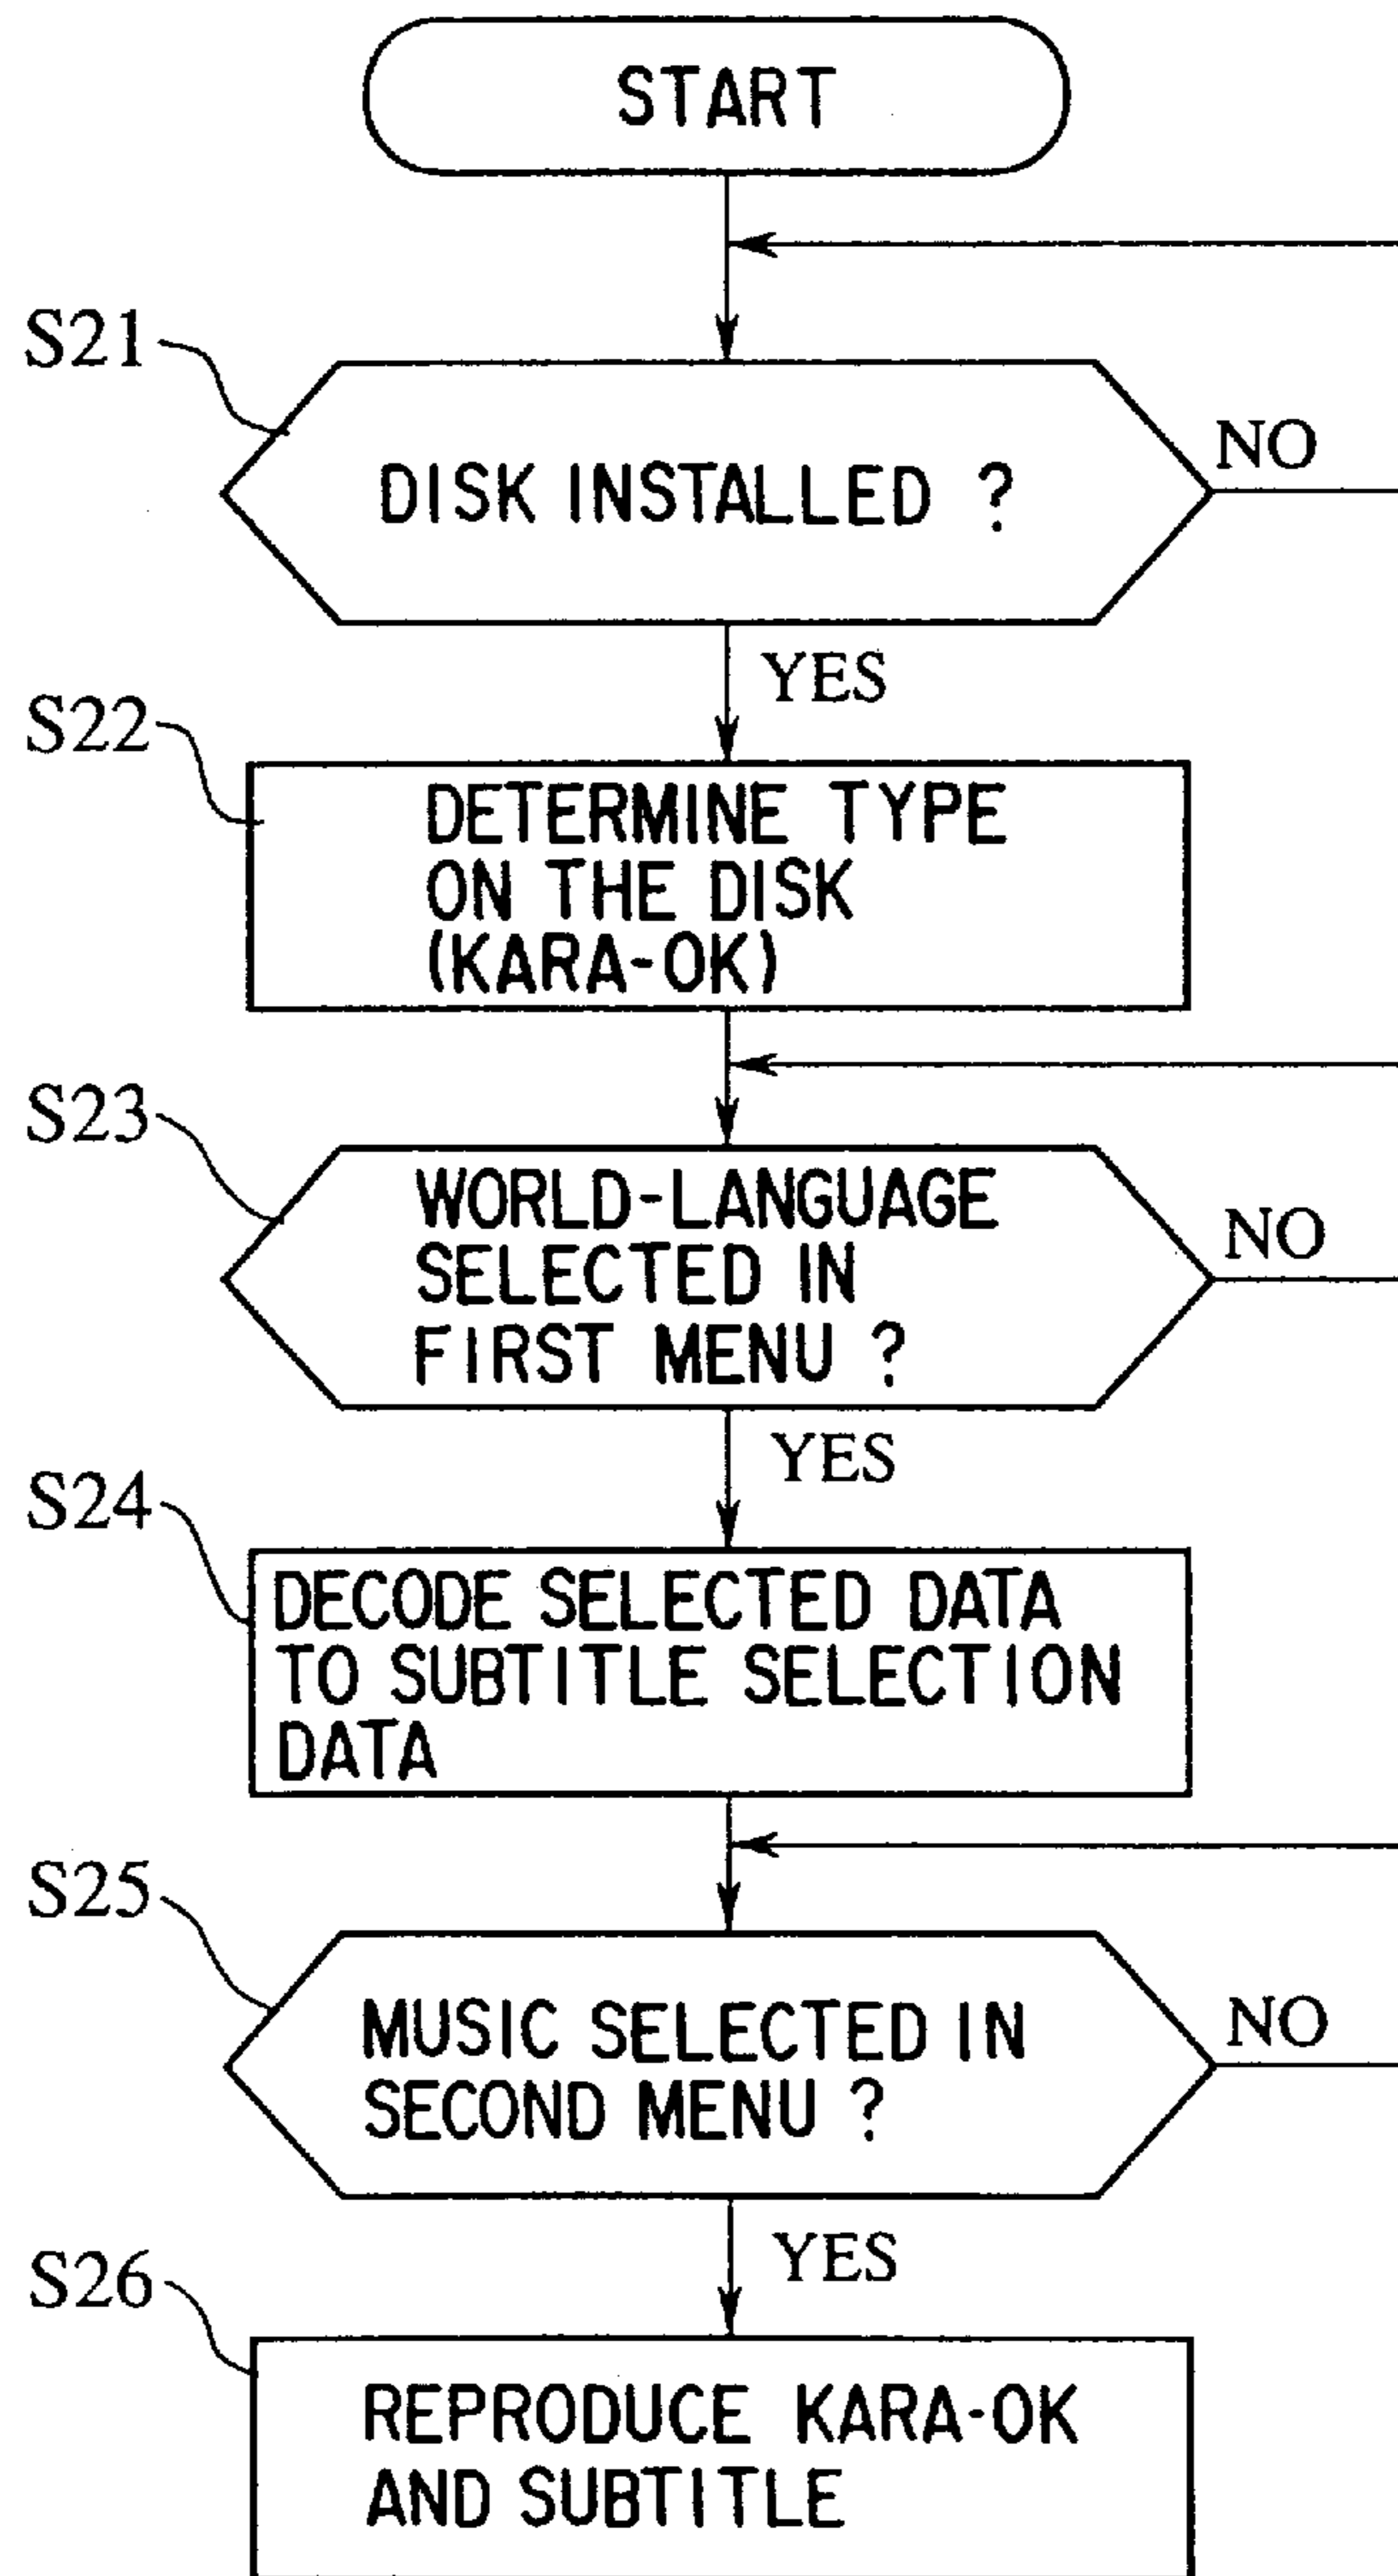 START
S21
DISK INSTALLED ?
NO
YES
S22
DETERMINE TYPE
ON THE DISK
(KARA-OK)
S23
WORLD-LANGUAGE
SELECTED IN
FIRST MENU ?
NO
YES
S24
DECODE SELECTED DATA
TO SUBTITLE SELECTION
DATA
S25
MUSIC SELECTED IN
SECOND MENU ?
NO
YES
S26
REPRODUCE KARA-OK
AND SUBTITLE